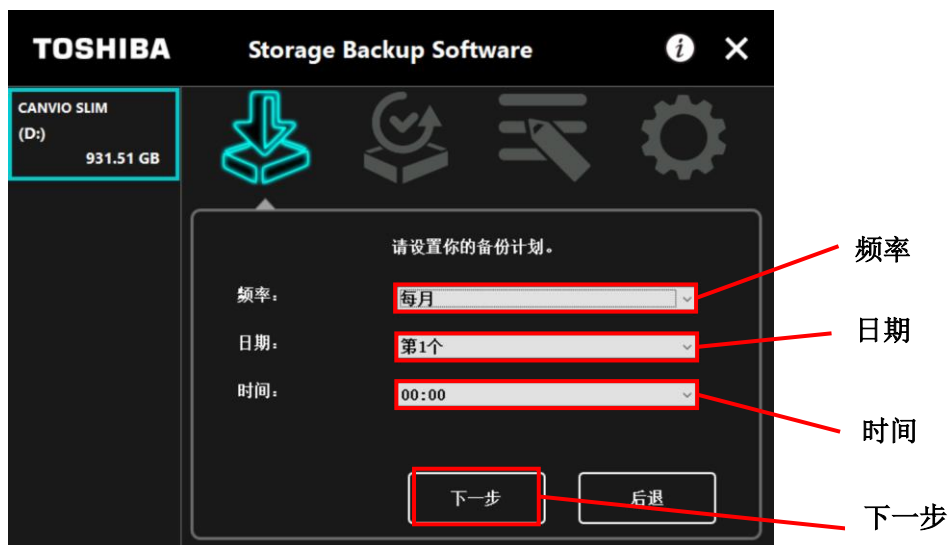 TOSHIBA
Storage Backup Software
i
CANVIO SLIM
(D:)
931.51 GB
请设置你的备份计划。
频率：
每月
频率
日期：
第1个
日期
时间：
00:00
时间
下一步
后退
下一步